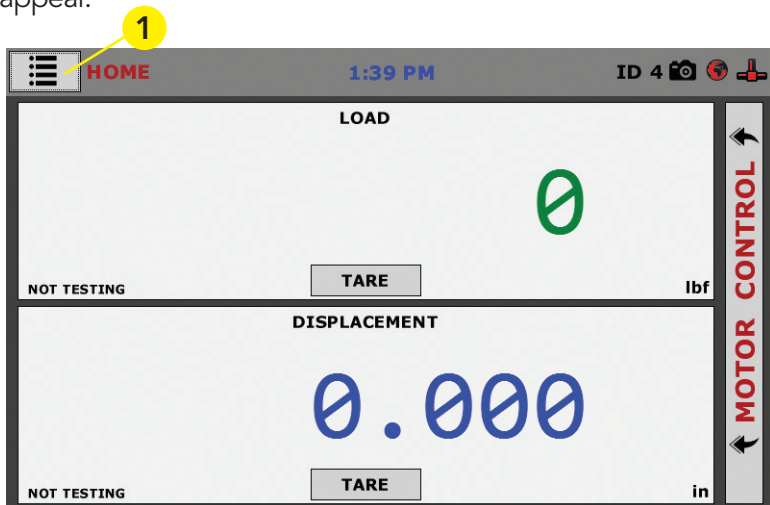 appear.
1
HOME 1:39 PM ID 4
LOAD
0
NOT TESTING TARE lbf
DISPLACEMENT
0.000
NOT TESTING TARE in
MOTOR CONTROL